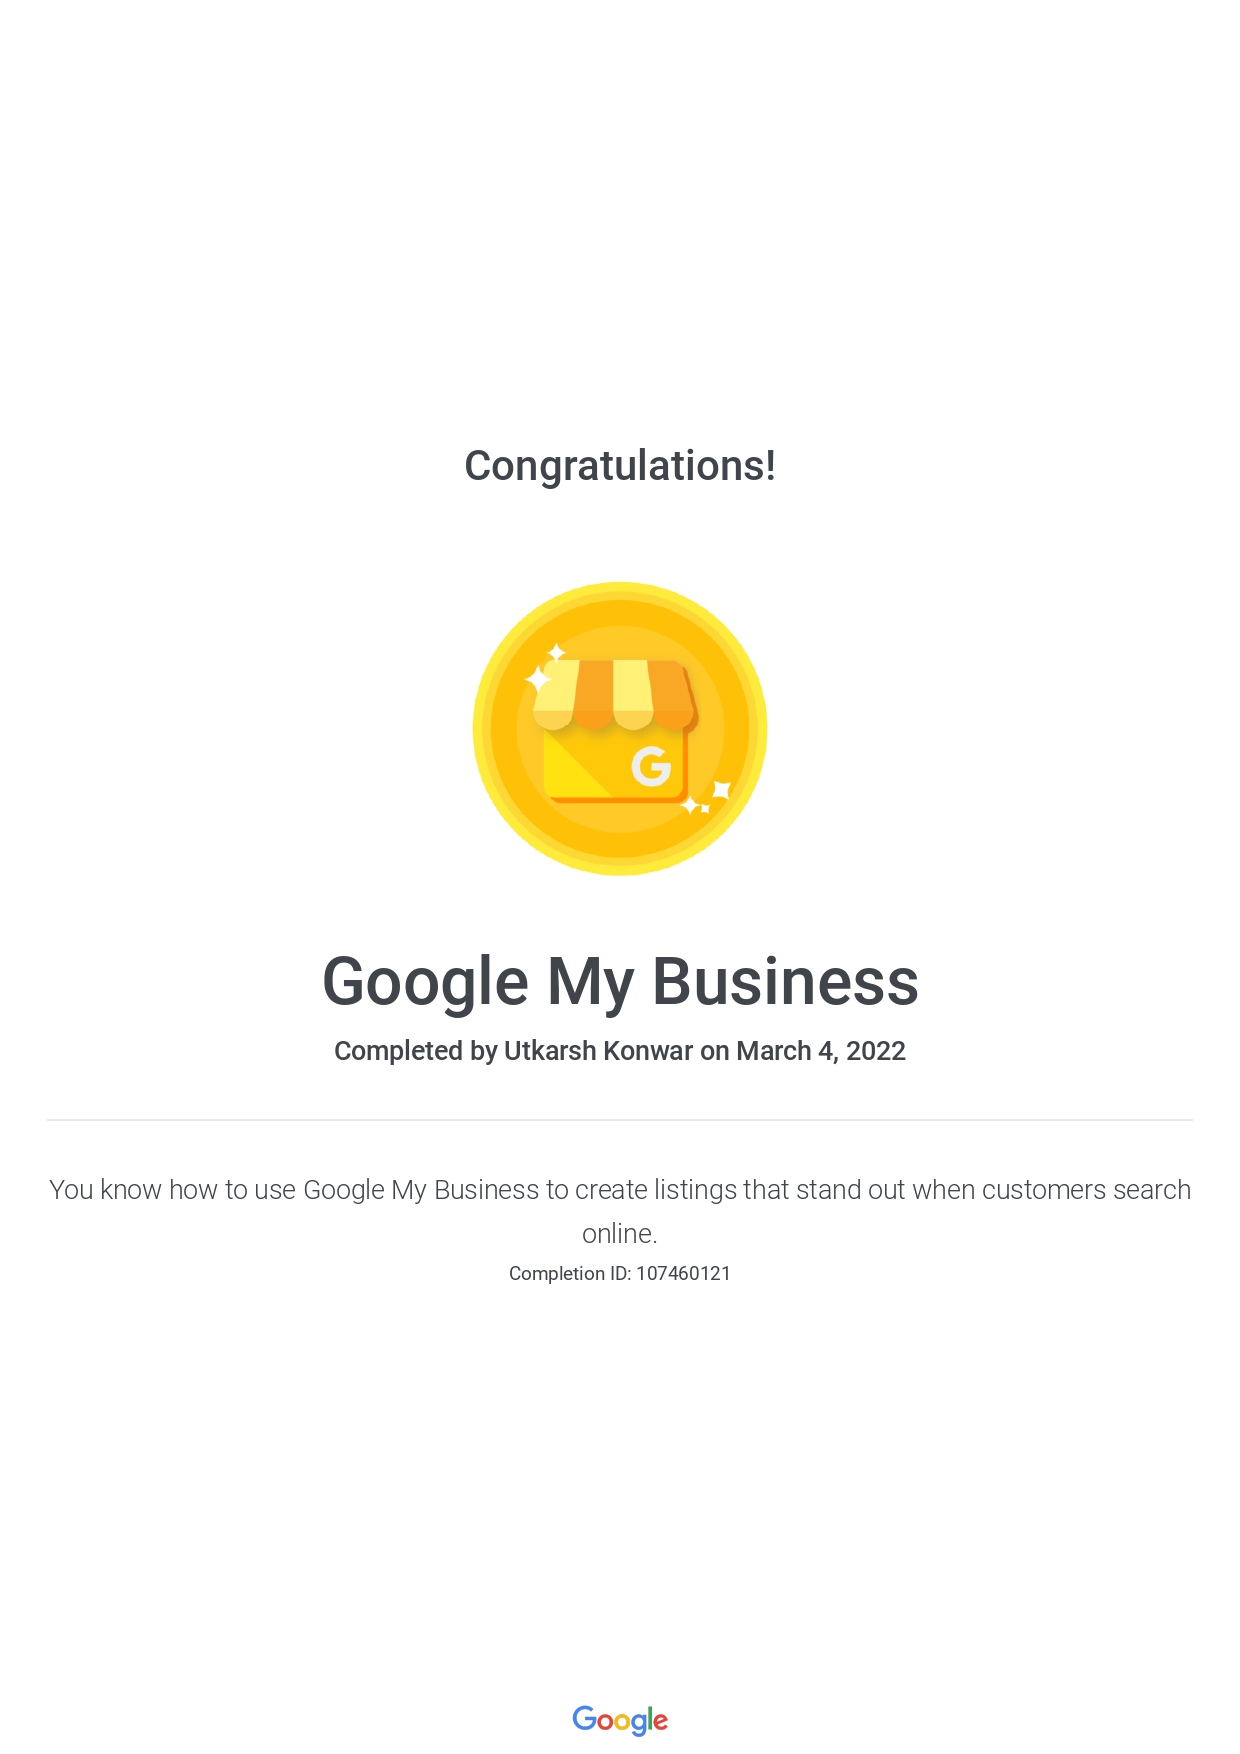 Congratulations!
G
Google My Business
Completed by Utkarsh Konwar on March 4, 2022
You know how to use Google My Business to create listings that stand out when customers search
online.
Completion ID: 107460121
Google